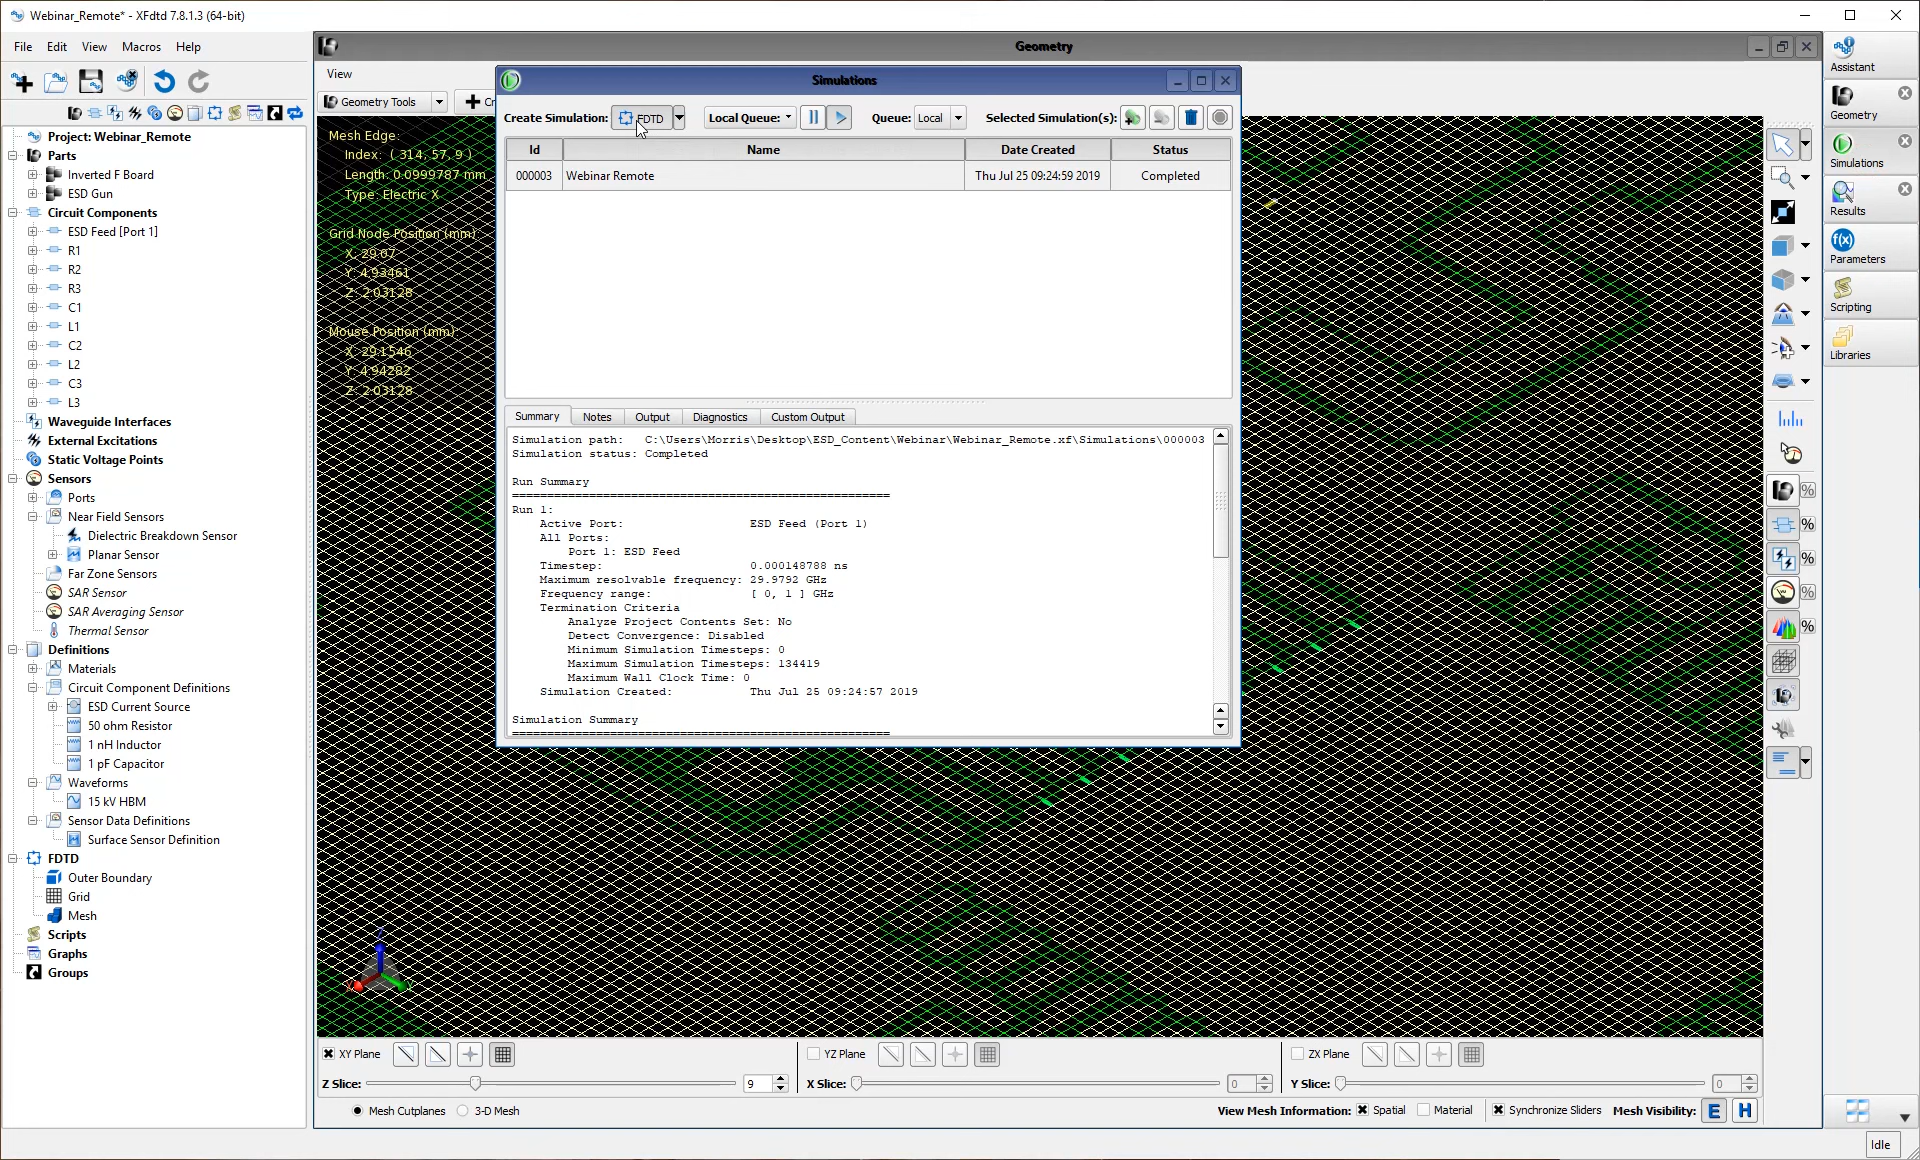 Webinar_Remote* - XFdtd 7.8.1.3 (64-bit)
File Edit View Macros Help
Project: Webinar_Remote
Parts
Inverted F Board
ESD Gun
Circuit Components
ESD Feed [Port 1]
R1
R2
R3
C1
L1
C2
L2
C3
L3
Waveguide Interfaces
External Excitations
Static Voltage Points
Sensors
Ports
Near Field Sensors
Dielectric Breakdown Sensor
Planar Sensor
Far Zone Sensors
SAR Sensor
SAR Averaging Sensor
Thermal Sensor
Definitions
Materials
Circuit Component Definitions
ESD Current Source
50 ohm Resistor
1 nH Inductor
1 pF Capacitor
Waveforms
15 kV HBM
Sensor Data Definitions
Surface Sensor Definition
FDTD
Outer Boundary
Grid
Mesh
Scripts
Graphs
Groups
Geometry
View
Geometry Tools
Cr
Mesh Edge:
Index: ( 314, 57, 9 )
Length: 0.0999787 mm
Type: Electric X
Grid Node Position (mm)
X: 29.07
Y: 4.93461
Z: 2.03128
Mouse Position (mm)
X: 29.1546
Y: 4.94282
Z: 2.03128
Simulations
Create Simulation: FDTD Local Queue: Queue: Local Selected Simulation(s):
Id Name Date Created Status
000003 Webinar Remote Thu Jul 25 09:24:59 2019 Completed
Summary Notes Output Diagnostics Custom Output
Simulation path: C:\Users\Morris\Desktop\ESD_Content\Webinar\Webinar_Remote.xf\Simulations\000003
Simulation status: Completed
Run Summary
======================================================
Run 1:
Active Port: ESD Feed (Port 1)
All Ports:
Port 1: ESD Feed
Timestep: 0.000148788 ns
Maximum resolvable frequency: 29.9792 GHz
Frequency range: [ 0, 1 ] GHz
Termination Criteria
Analyze Project Contents Set: No
Detect Convergence: Disabled
Minimum Simulation Timesteps: 0
Maximum Simulation Timesteps: 134419
Maximum Wall Clock Time: 0
Simulation Created: Thu Jul 25 09:24:57 2019
Simulation Summary
======================================================
Z
X
Y
XY Plane
Z Slice: 9
YZ Plane
X Slice: 0
ZX Plane
Y Slice: 0
Mesh Cutplanes 3-D Mesh
View Mesh Information: Spatial Material Synchronize Sliders Mesh Visibility: E H
%
%
%
%
%
Assistant
Geometry
Simulations
Results
f(x)
Parameters
Scripting
Libraries
Idle